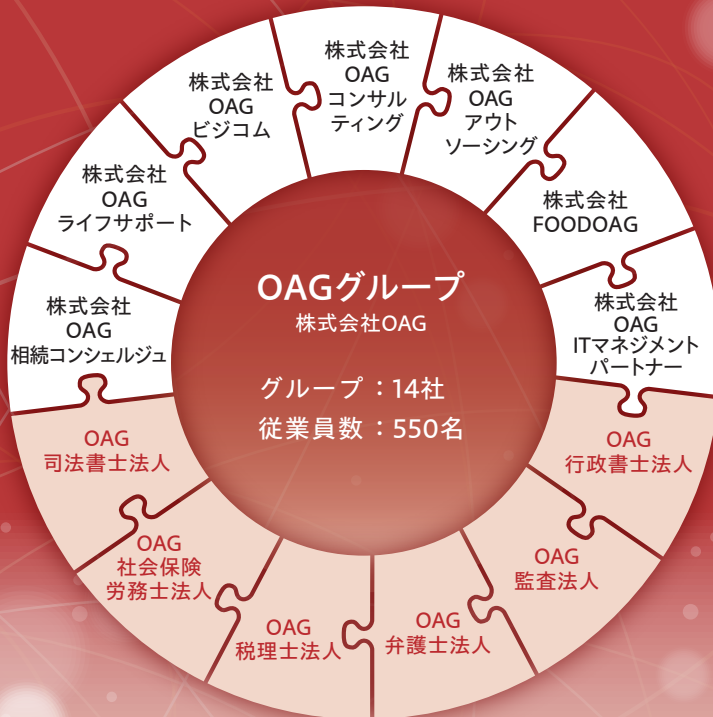 OAGグループ
株式会社OAG
グループ：14社
従業員数：550名
株式会社
OAG
コンサル
ティング
株式会社
OAG
アウト
ソーシング
株式会社
FOODOAG
株式会社
OAG
ITマネジメント
パートナー
OAG
行政書士法人
OAG
監査法人
OAG
弁護士法人
OAG
税理士法人
OAG
社会保険
労務士法人
OAG
司法書士法人
株式会社
OAG
相続コンシェルジュ
株式会社
OAG
ライフサポート
株式会社
OAG
ビジコム